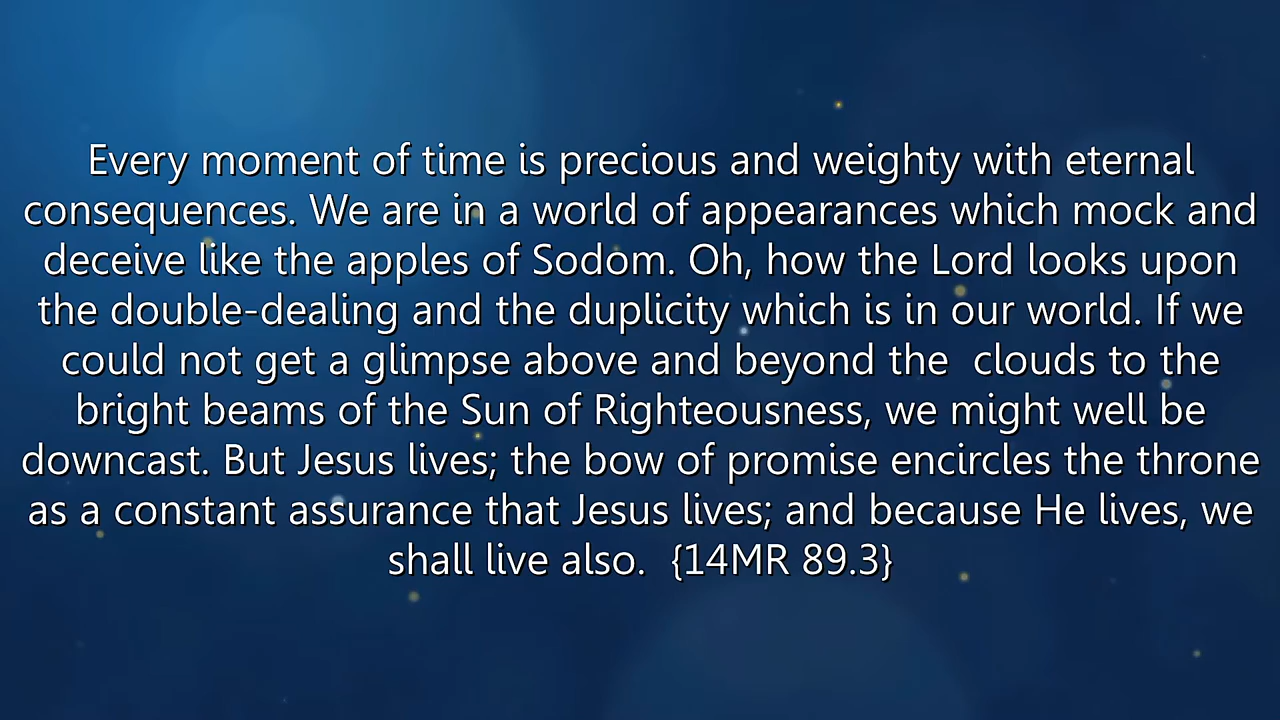 Every moment of time is precious and weighty with eternal
consequences. We are in a world of appearances which mock and
deceive like the apples of Sodom. Oh, how the Lord looks upon
the double-dealing and the duplicity which is in our world. If we
could not get a glimpse above and beyond the  clouds to the
bright beams of the Sun of Righteousness, we might well be
downcast. But Jesus lives; the bow of promise encircles the throne
as a constant assurance that Jesus lives; and because He lives, we
shall live also.  {14MR 89.3}